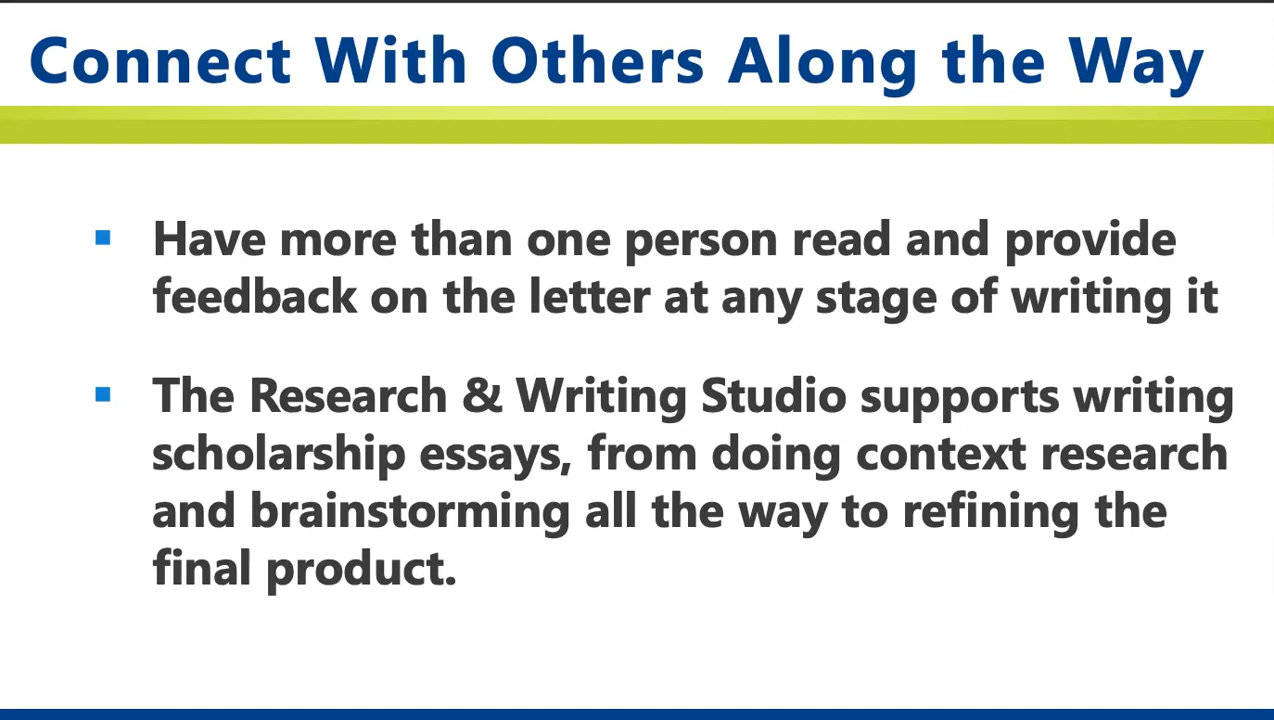 Connect With Others Along the Way
Have more than one person read and provide
feedback on the letter at any stage of writing it
The Research & Writing Studio supports writing
scholarship essays, from doing context research
and brainstorming all the way to refining the
final product.